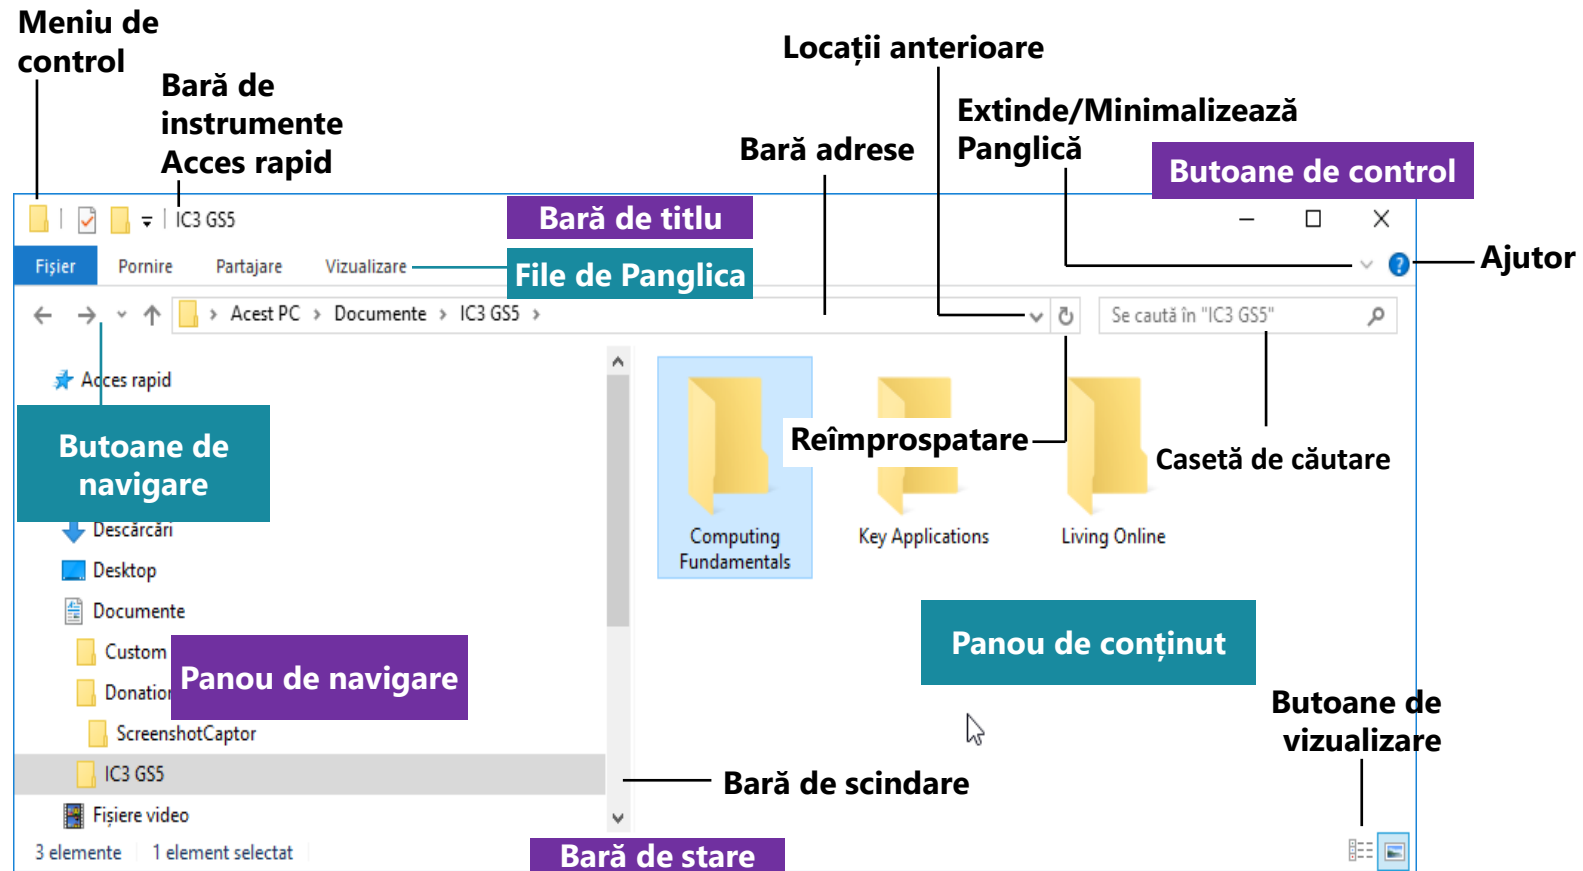 Meniu de
control
Bară de
instrumente
Acces rapid
Locații anterioare
Extinde/Minimalizează
Panglică
Bară adrese
Butoane de control
IC3 GS5
Bară de titlu
Fișier Pornire Partajare Vizualizare
File de Panglica
Ajutor
Acest PC > Documente > IC3 GS5 >
Se caută în "IC3 GS5"
Acces rapid
Butoane de
navigare
Reîmprospatare
Casetă de căutare
Descărcări
Desktop
Documente
Custom
Donation
ScreenshotCaptor
IC3 GS5
Fișiere video
Panou de navigare
Computing
Fundamentals
Key Applications
Living Online
Panou de conținut
Butoane de
vizualizare
Bară de scindare
3 elemente 1 element selectat
Bară de stare